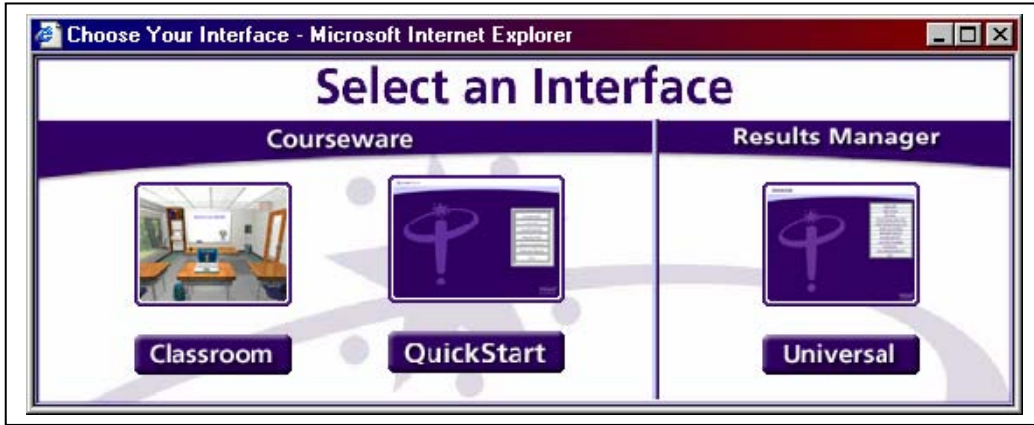 Choose Your Interface - Microsoft Internet Explorer
Select an Interface
Courseware
Results Manager
Classroom
QuickStart
Universal